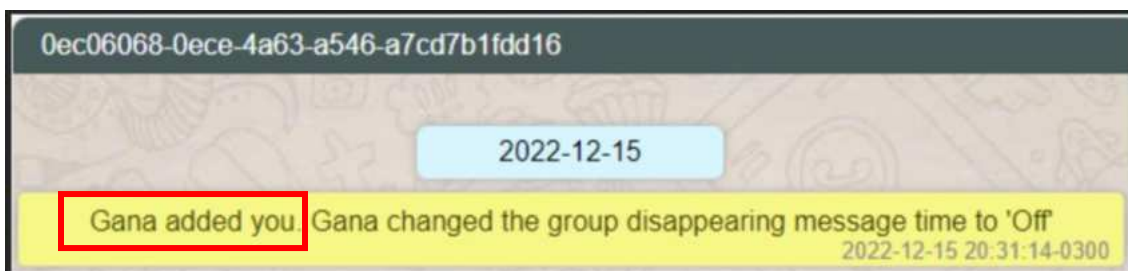 0ec06068-0ece-4a63-a546-a7cd7b1fdd16
2022-12-15
Gana added you. Gana changed the group disappearing message time to 'Off'
2022-12-15 20:31:14-0300